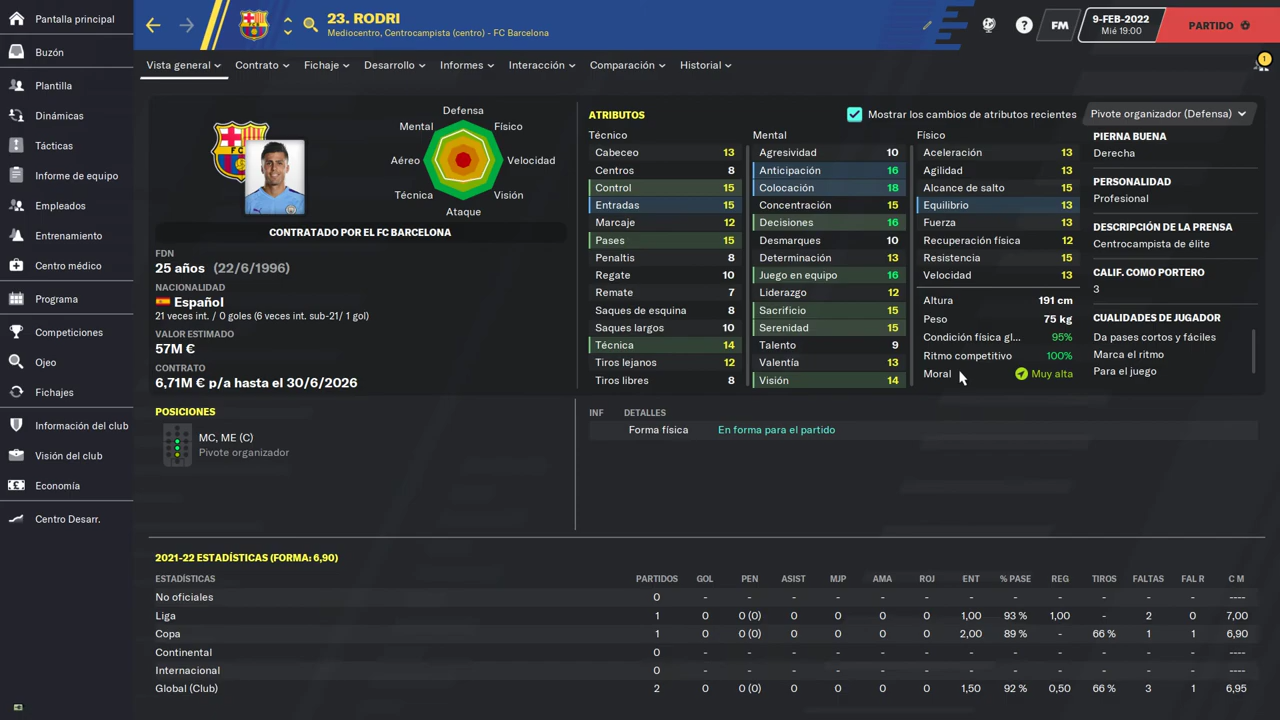 Pantalla principal
Buzón
Plantilla
Dinámicas
Tácticas
Informe de equipo
Empleados
Entrenamiento
Centro médico
Programa
Competiciones
Ojeo
Fichajes
Información del club
Visión del club
Economía
Centro Desarr.
23. RODRI
Mediocentro, Centrocampista (centro) - FC Barcelona
FM
9-FEB-2022
Mié 19:00
PARTIDO
1
Vista general
Contrato
Fichaje
Desarrollo
Informes
Interacción
Comparación
Historial
Defensa
Mental
Físico
Aéreo
Velocidad
Técnica
Visión
Ataque
CONTRATADO POR EL FC BARCELONA
FDN
25 años (22/6/1996)
NACIONALIDAD
Español
21 veces int. / 0 goles (6 veces int. sub-21/ 1 gol)
VALOR ESTIMADO
57M €
CONTRATO
6,71M € p/a hasta el 30/6/2026
ATRIBUTOS
Mostrar los cambios de atributos recientes
Pivote organizador (Defensa)
Técnico
Cabeceo 13
Centros 8
Control 15
Entradas 15
Marcaje 12
Pases 15
Penaltis 8
Regate 10
Remate 7
Saques de esquina 8
Saques largos 10
Técnica 14
Tiros lejanos 12
Tiros libres 8
Mental
Agresividad 10
Anticipación 16
Colocación 18
Concentración 15
Decisiones 16
Desmarques 10
Determinación 13
Juego en equipo 16
Liderazgo 12
Sacrificio 15
Serenidad 15
Talento 9
Valentía 13
Visión 14
Físico
Aceleración 13
Agilidad 13
Alcance de salto 15
Equilibrio 13
Fuerza 13
Recuperación física 12
Resistencia 15
Velocidad 13
Altura 191 cm
Peso 75 kg
Condición física gl... 95%
Ritmo competitivo 100%
Moral Muy alta
PIERNA BUENA
Derecha
PERSONALIDAD
Profesional
DESCRIPCIÓN DE LA PRENSA
Centrocampista de élite
CALIF. COMO PORTERO
3
CUALIDADES DE JUGADOR
Da pases cortos y fáciles
Marca el ritmo
Para el juego
POSICIONES
MC, ME (C)
Pivote organizador
INF DETALLES
Forma física En forma para el partido
2021-22 ESTADÍSTICAS (FORMA: 6,90)
ESTADÍSTICAS PARTIDOS GOL PEN ASIST MJP AMA ROJ ENT % PASE REG TIROS FALTAS FAL R C M
No oficiales 0 - - - - - - - - - - - - ----
Liga 1 0 0 (0) 0 0 0 0 1,00 93 % 1,00 - 2 0 7,00
Copa 1 0 0 (0) 0 0 0 0 2,00 89 % - 66 % 1 1 6,90
Continental 0 - - - - - - - - - - - - ----
Internacional 0 - - - - - - - - - - - - ----
Global (Club) 2 0 0 (0) 0 0 0 0 1,50 92 % 0,50 66 % 3 1 6,95